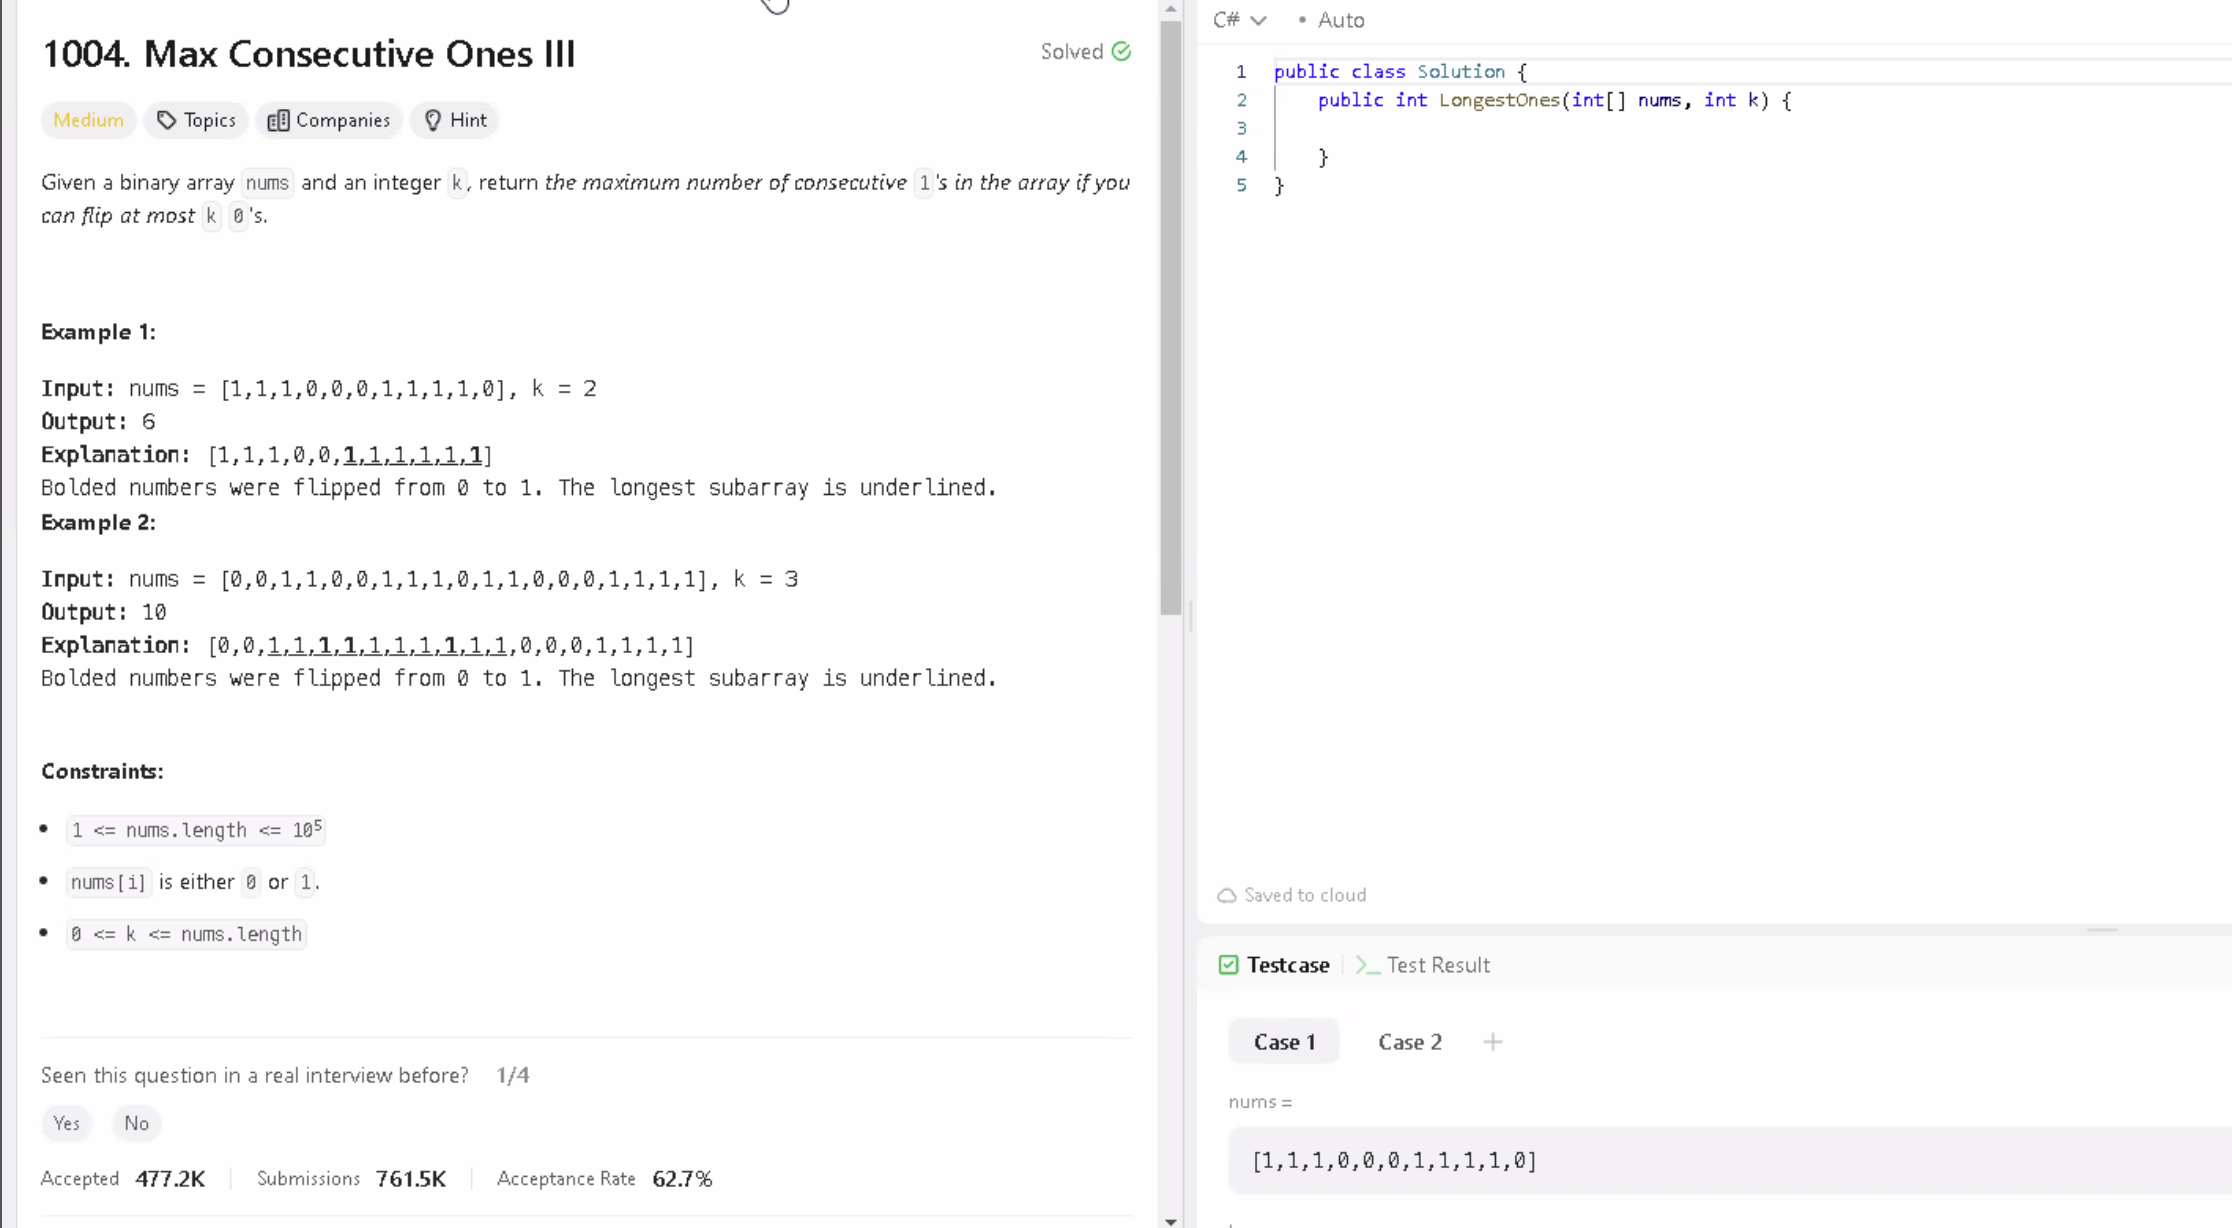 1004. Max Consecutive Ones III
Solved
Medium Topics Companies Hint
Given a binary array nums and an integer k, return the maximum number of consecutive 1's in the array if you
can flip at most k 0's.
Example 1:
Input: nums = [1,1,1,0,0,0,1,1,1,1,0], k = 2
Output: 6
Explanation: [1,1,1,0,0,1,1,1,1,1,1]
Bolded numbers were flipped from 0 to 1. The longest subarray is underlined.
Example 2:
Input: nums = [0,0,1,1,0,0,1,1,1,0,1,1,0,0,0,1,1,1,1], k = 3
Output: 10
Explanation: [0,0,1,1,1,1,1,1,1,1,1,1,0,0,0,1,1,1,1]
Bolded numbers were flipped from 0 to 1. The longest subarray is underlined.
Constraints:
1 <= nums.length <= 10⁵
nums[i] is either 0 or 1.
0 <= k <= nums.length
Seen this question in a real interview before? 1/4
Yes No
Accepted 477.2K Submissions 761.5K Acceptance Rate 62.7%
C# • Auto
1 public class Solution {
2 public int LongestOnes(int[] nums, int k) {
3
4 }
5 }
Saved to cloud
Testcase >_ Test Result
Case 1 Case 2 +
nums =
[1,1,1,0,0,0,1,1,1,1,0]